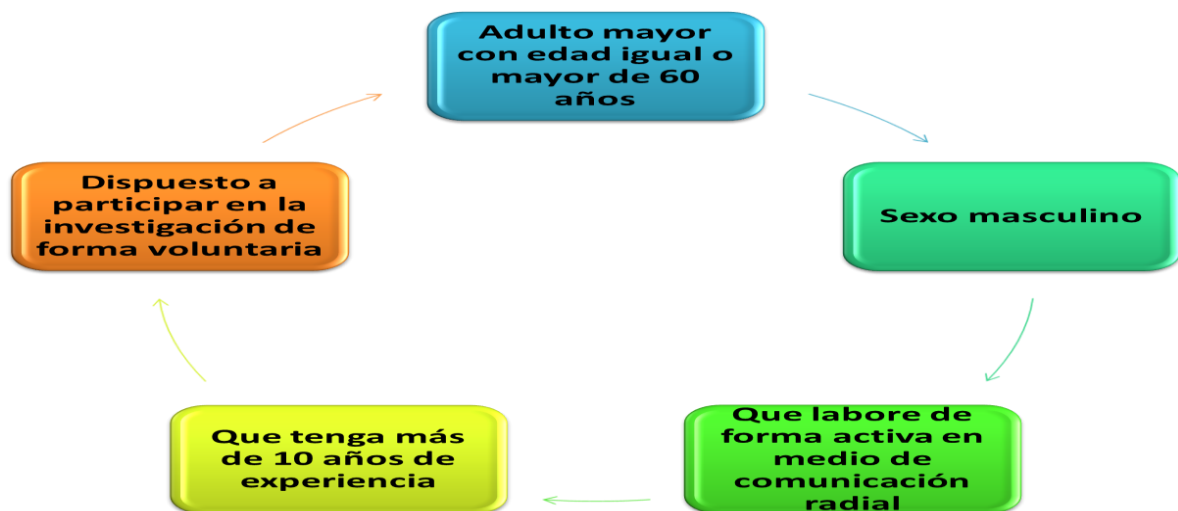 Adulto mayor
con edad igual o
mayor de 60
años
Sexo masculino
Que labore de
forma activa en
medio de
comunicación
radial
Que tenga más
de 10 años de
experiencia
Dispuesto a
participar en la
investigación de
forma voluntaria